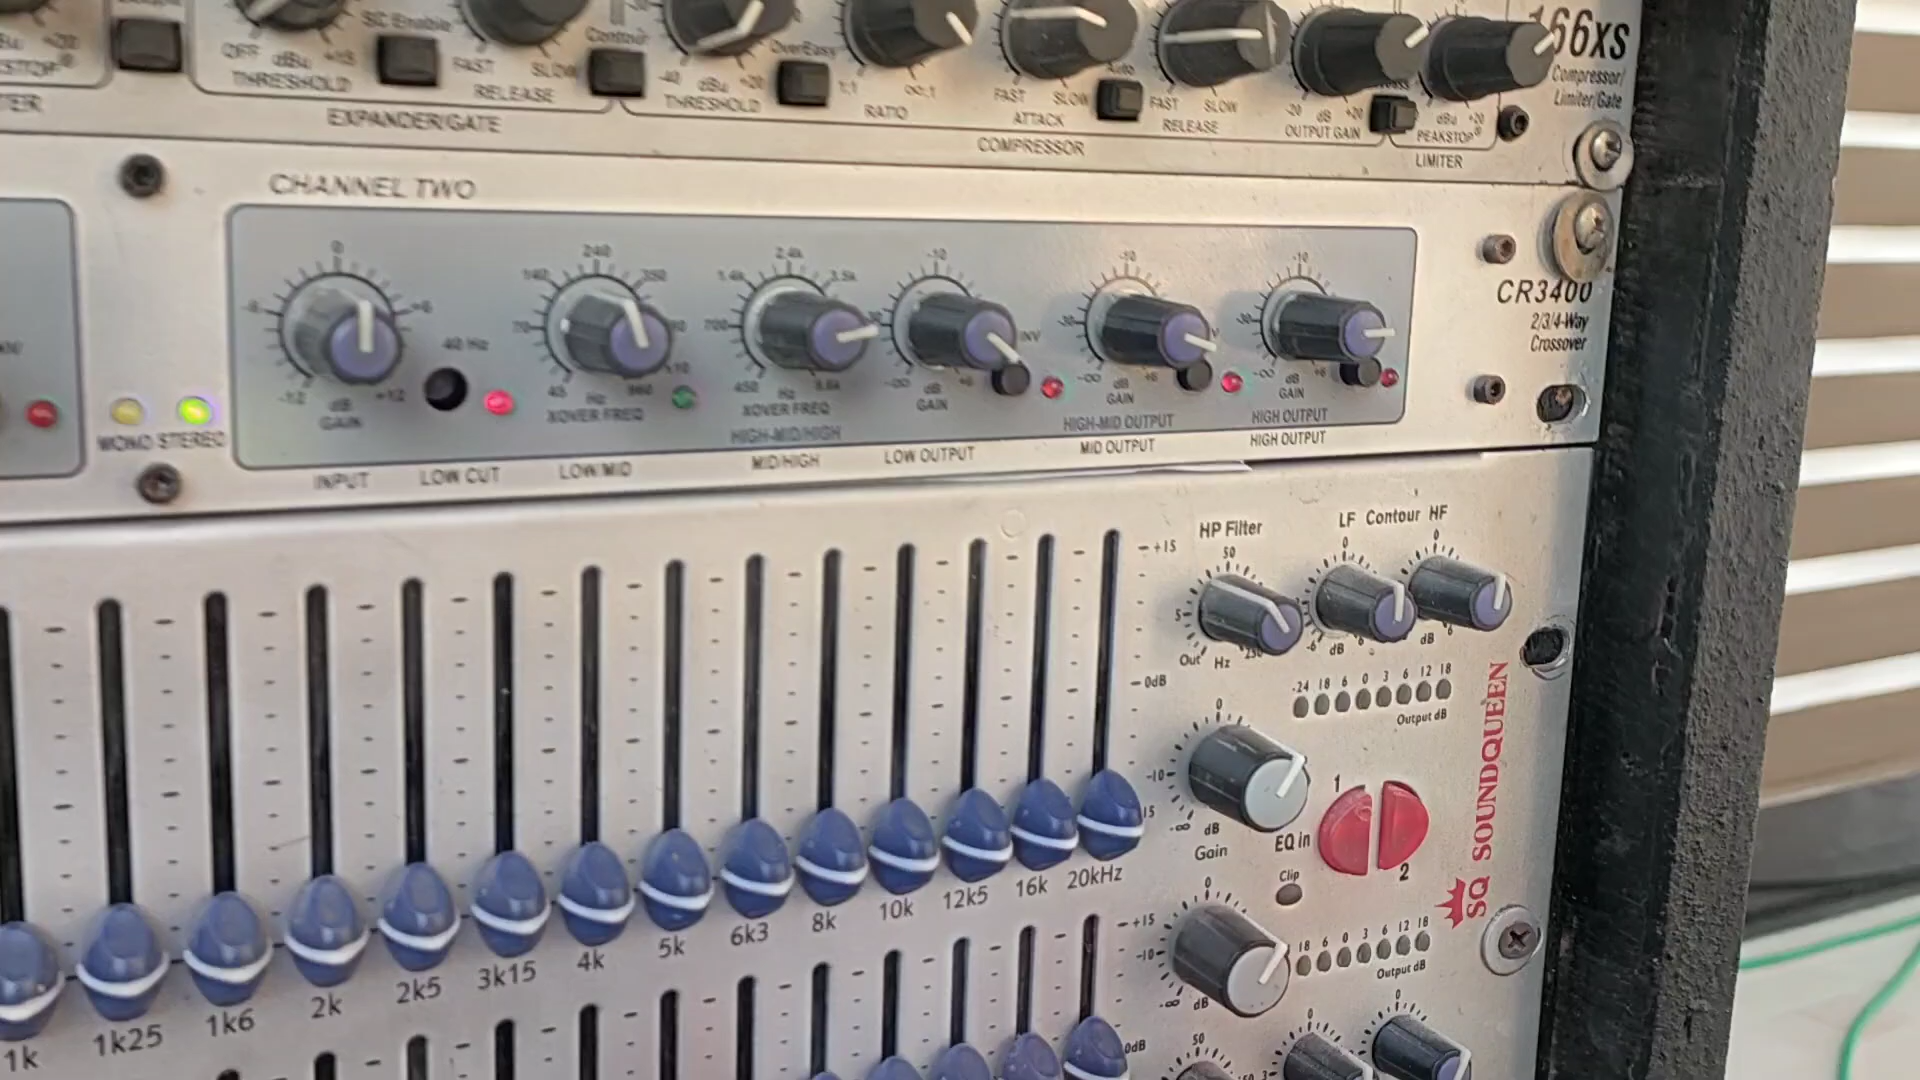 166xs
Compressor/
Limiter/Gate
SC Enable
Contour
OverEasy
Auto
OFF dBu +15
THRESHOLD
FAST SLOW
RELEASE
-40 dBu +20
THRESHOLD
1:1 ∞:1
RATIO
FAST SLOW
ATTACK
FAST SLOW
RELEASE
-20 dB +20
OUTPUT GAIN
dBu +20
PEAKSTOP®
EXPANDER/GATE
COMPRESSOR
LIMITER
CHANNEL TWO
CR3400
2/3/4-Way
Crossover
0
240
2.4k
-10
-10
-10
140 350
1.4k 3.5k
40 Hz
-12 dB +12
GAIN
45 Hz 960
XOVER FREQ
450 Hz
XOVER FREQ
-∞ dB +6
GAIN
-∞ dB +6
GAIN
-∞ dB +6
GAIN
MONO STEREO
HIGH-MID/HIGH
HIGH-MID OUTPUT
HIGH OUTPUT
INPUT
LOW CUT
LOW/MID
MID/HIGH
LOW OUTPUT
MID OUTPUT
HIGH OUTPUT
HP Filter
LF Contour HF
50
0
0
+15
Out Hz 250
-6 dB 6
dB 6
0dB
-24 18 6 0 3 6 12 18
Output dB
0
-10
-∞ dB
Gain
15
1
EQ in
2
Clip
SQ SOUNDQUEEN
1k
1k25
1k6
2k
2k5
3k15
4k
5k
6k3
8k
10k
12k5
16k
20kHz
+15
0
-10
-∞ dB
18 6 0 3 6 12 18
Output dB
0dB
50
0
0